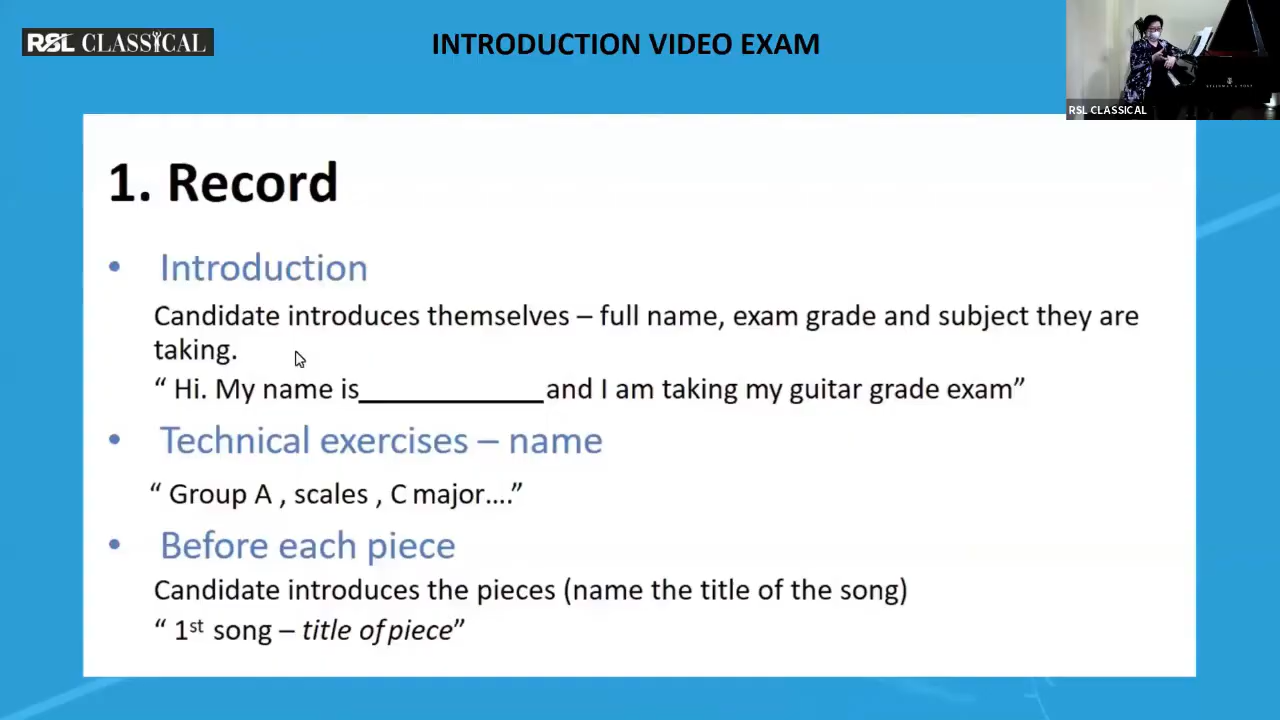 RSL CLASSICAL
INTRODUCTION VIDEO EXAM
RSL CLASSICAL
1. Record
• Introduction
Candidate introduces themselves – full name, exam grade and subject they are
taking.
“ Hi. My name is____________and I am taking my guitar grade exam”
• Technical exercises – name
“ Group A , scales , C major....”
• Before each piece
Candidate introduces the pieces (name the title of the song)
“ 1st song – title of piece”